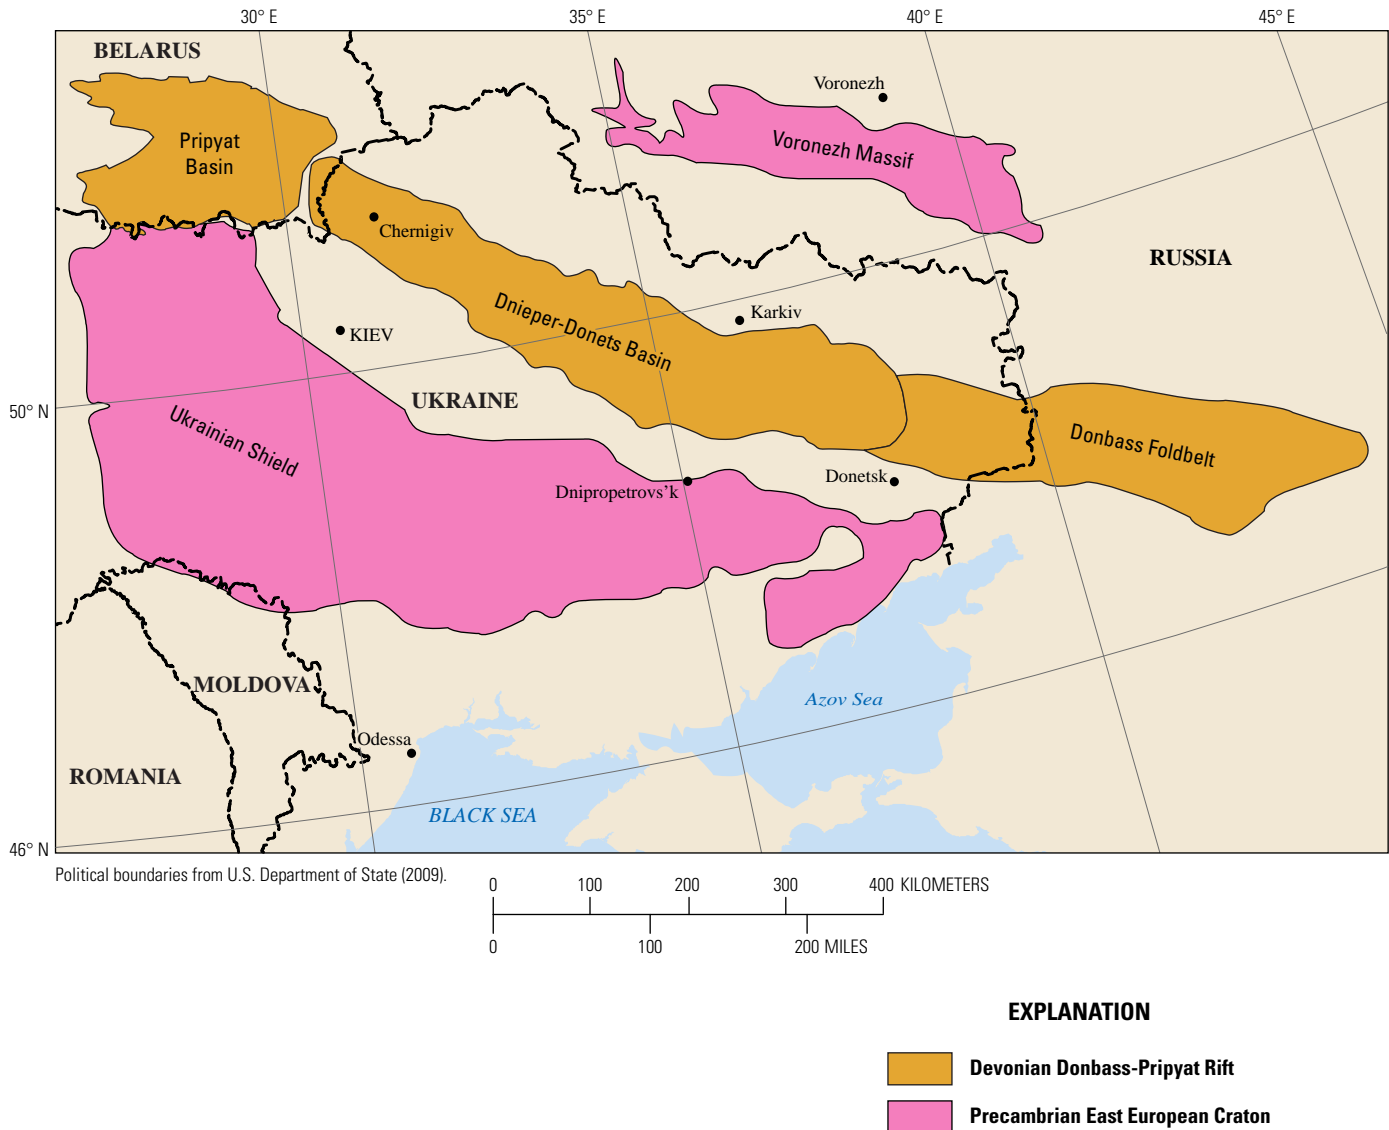 30° E
35° E
40° E
45° E
BELARUS
Voronezh
Pripyat
Basin
Voronezh Massif
Chernigiv
RUSSIA
Dnieper-Donets Basin
Karkiv
KIEV
UKRAINE
50° N
Ukrainian Shield
Donbass Foldbelt
Donetsk
Dnipropetrovs’k
MOLDOVA
Azov Sea
Odessa
ROMANIA
BLACK SEA
46° N
Political boundaries from U.S. Department of State (2009).
0 100 200 300 400 KILOMETERS
0 100 200 MILES
EXPLANATION
Devonian Donbass-Pripyat Rift
Precambrian East European Craton